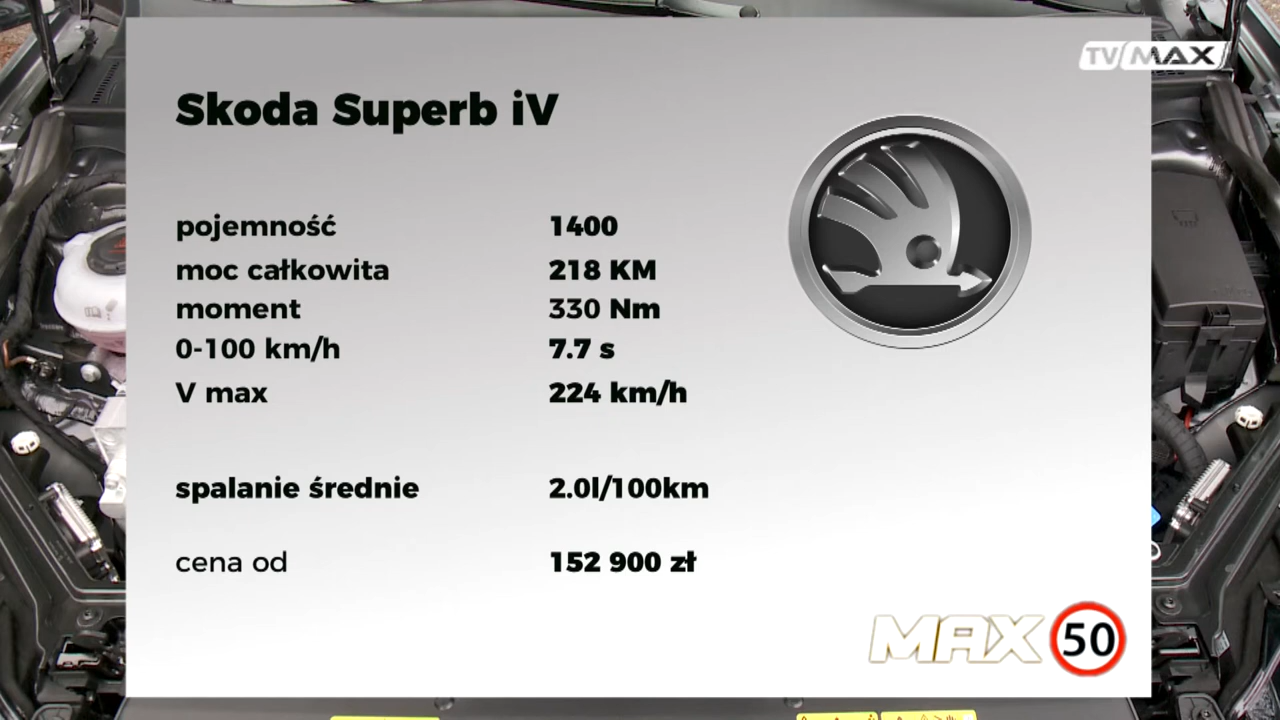 TV MAX
Skoda Superb iV
pojemność 1400
moc całkowita 218 KM
moment 330 Nm
0-100 km/h 7.7 s
V max 224 km/h
spalanie średnie 2.0l/100km
cena od 152 900 zł
MAX 50